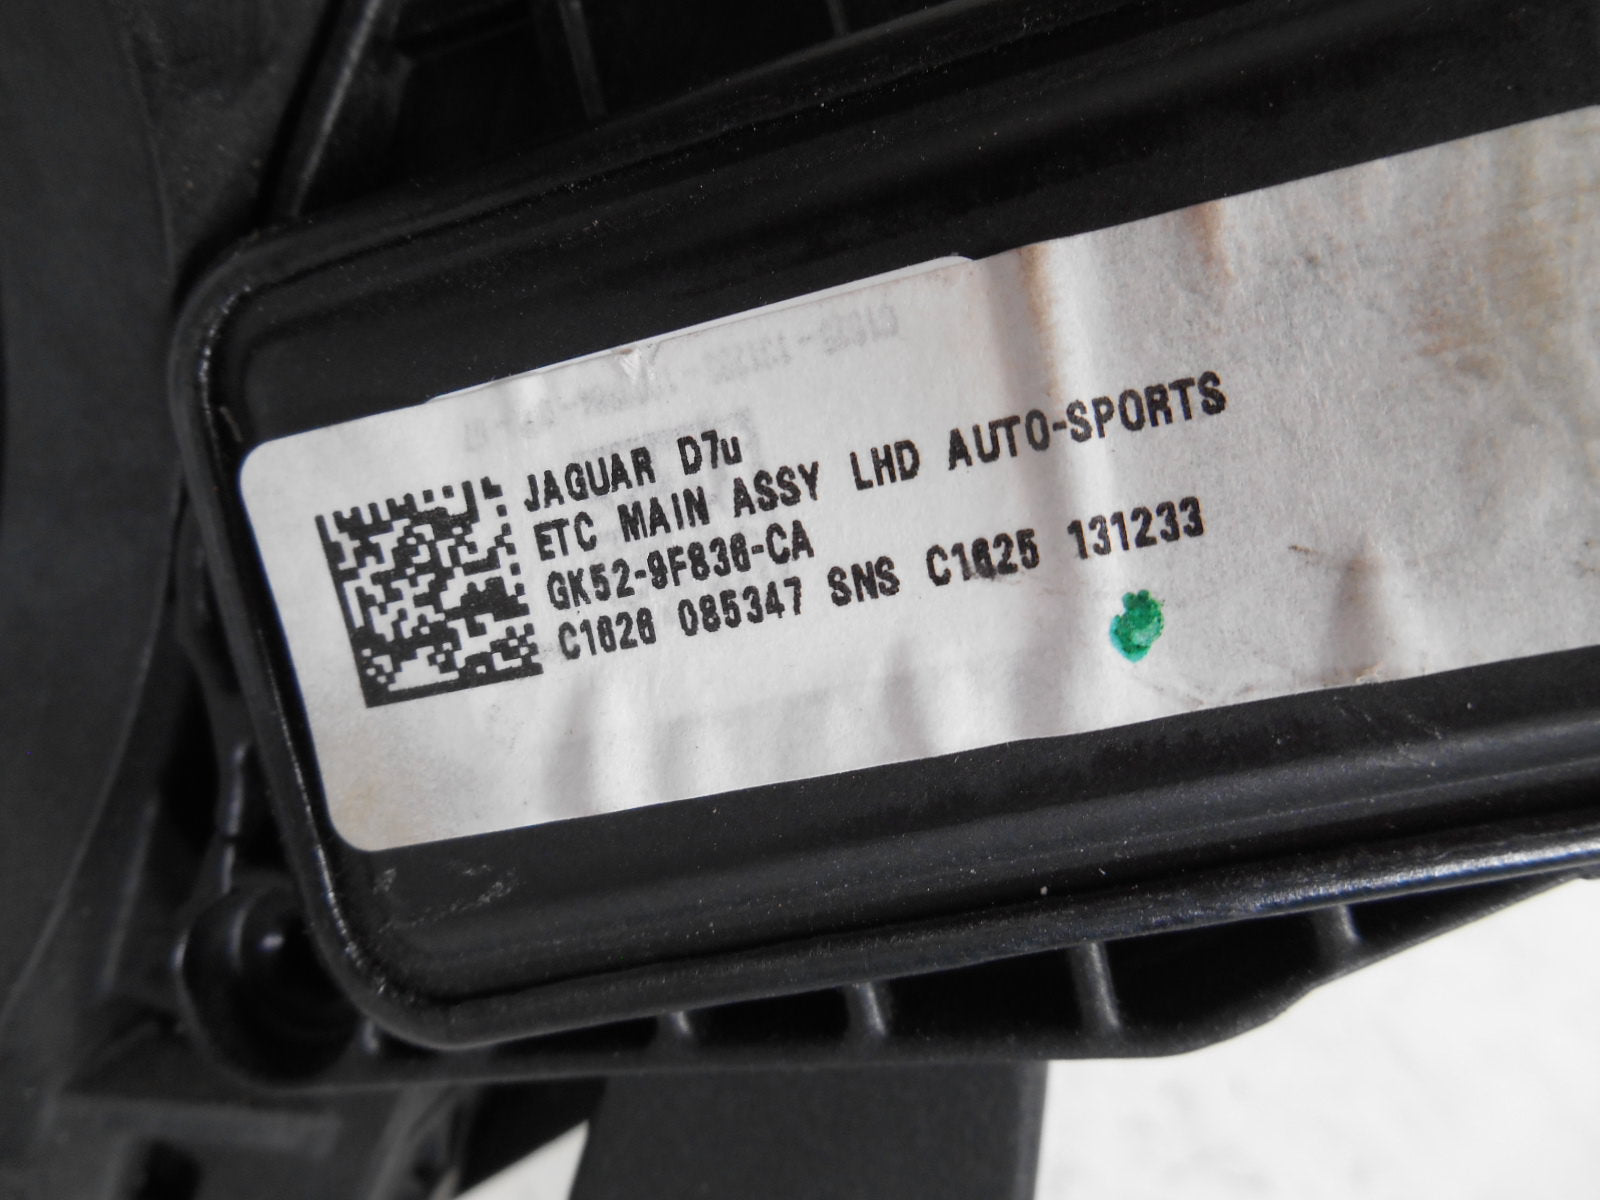 JAGUAR D7u
ETC MAIN ASSY LHD AUTO-SPORTS
GK52-9F836-CA
C1626 085347 SNS C1625 131233